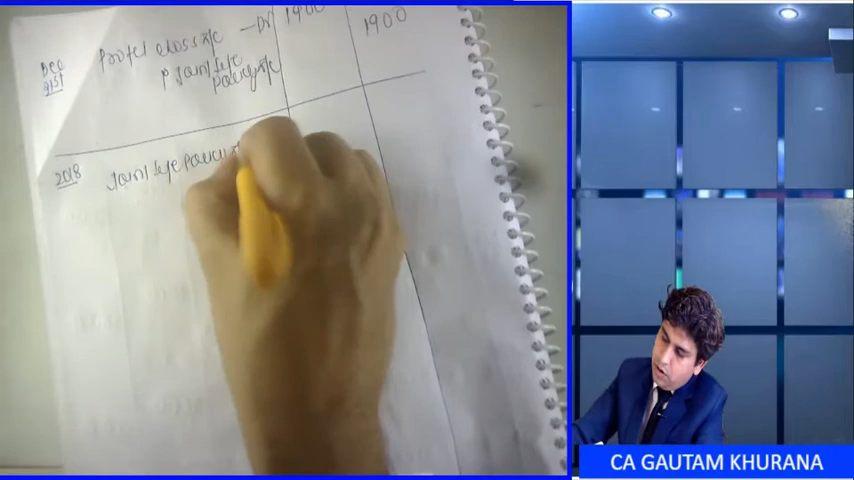 Dec 31st Profit & loss a/c — Dr 1900
Joint life policy a/c 1900
2018 Joint life policy
CA GAUTAM KHURANA